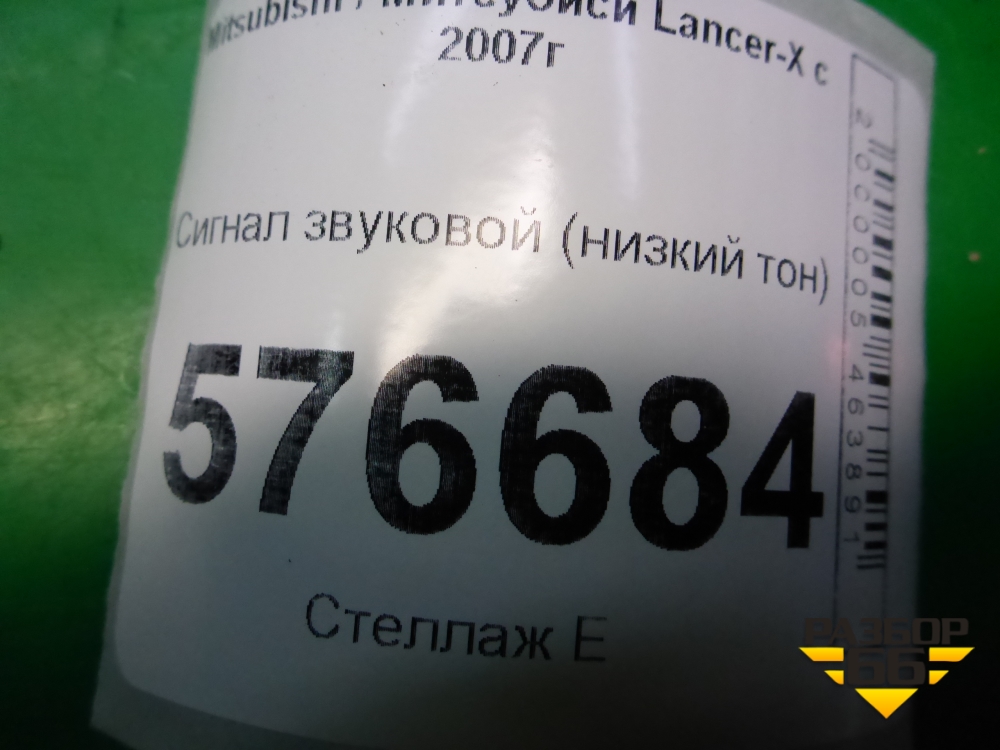 Mitsubishi / Митсубиси Lancer-X с
2007г
Сигнал звуковой (низкий тон)
576684
Стеллаж Е
2000005463891
РАЗБОР
66